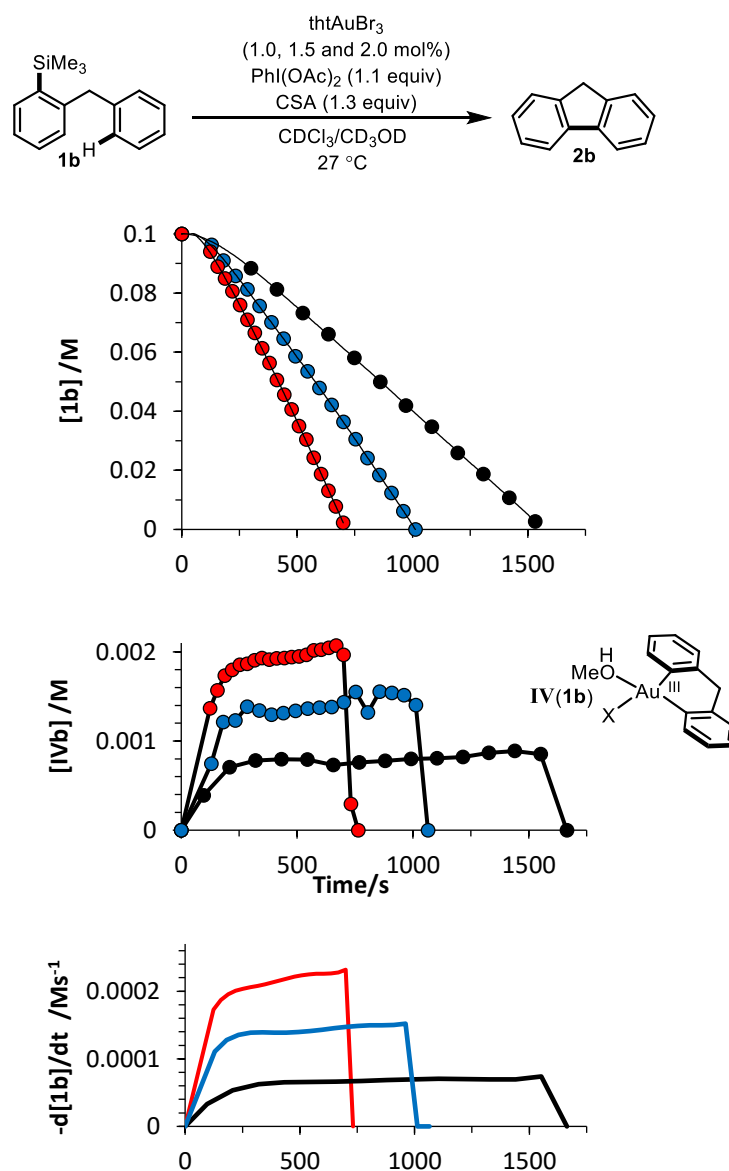 thtAuBr₃
(1.0, 1.5 and 2.0 mol%)
PhI(OAc)₂ (1.1 equiv)
CSA (1.3 equiv)
CDCl₃/CD₃OD
27 °C
SiMe₃
H
1b
2b
[1b] /M
0.1
0.08
0.06
0.04
0.02
0
0 500 1000 1500
[IVb] /M
0.002
0.001
0
0 500 1000 1500
Time/s
H
MeO
Au III
X
IV(1b)
-d[1b]/dt /Ms⁻¹
0.0002
0.0001
0
0 500 1000 1500